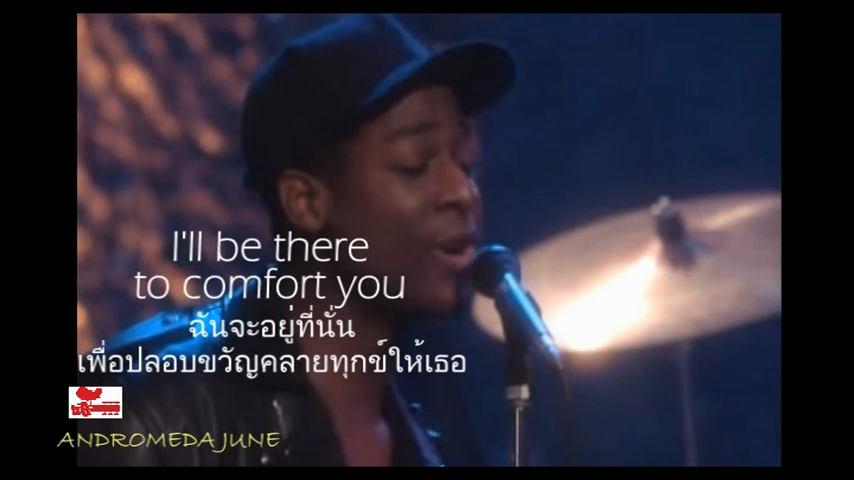 I'll be there
to comfort you
ฉันจะอยู่ที่นั่น
เพื่อปลอบขวัญคลายทุกข์ให้เธอ
ANDROMEDA JUNE